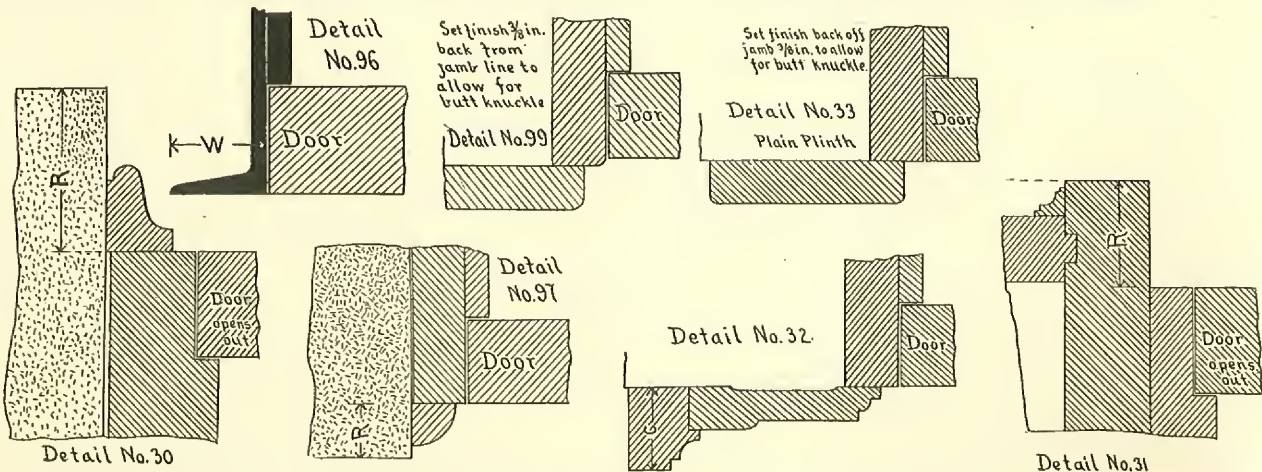 Detail
No.96
W
Door
Set finish 3/8 in.
back from
jamb line to
allow for
butt knuckle
Detail No.99
Door
Set finish back off
jamb 3/8 in. to allow
for butt knuckle.
Detail No.33
Plain Plinth
Door
R
Door
opens
out
Detail No.30
Detail
No.97
Door
R
Detail No.32.
Door
G
R
Door
opens
out
Detail No.31